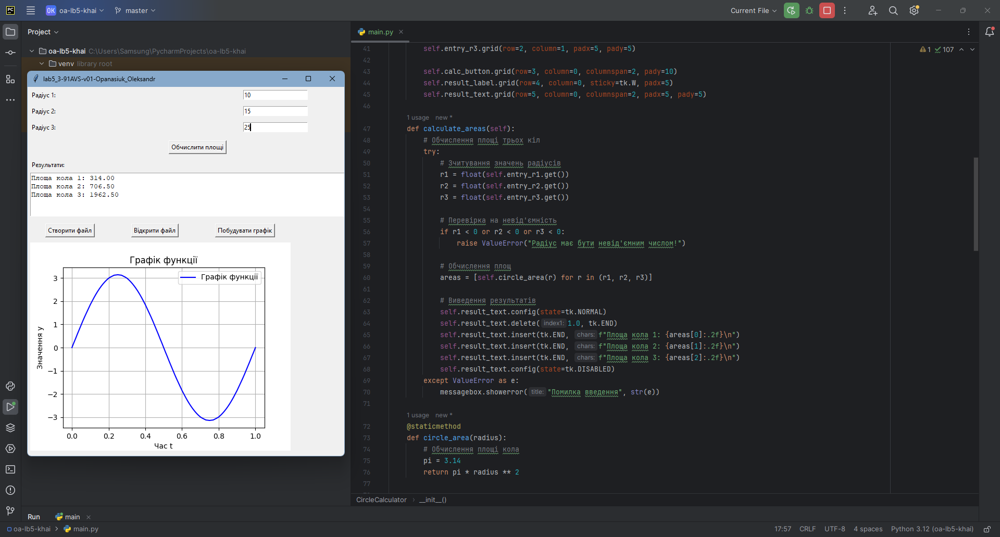 PC
OK oa-lb5-khai
master
Current File
Project
oa-lb5-khai C:\Users\Samsung\PycharmProjects\oa-lb5-khai
venv library root
lab5_3-91AVS-v01-Opanasiuk_Oleksandr
Радіус 1: 10
Радіус 2: 15
Радіус 3: 25
Обчислити площі
Результати:
Площа кола 1: 314.00
Площа кола 2: 706.50
Площа кола 3: 1962.50
Створити файл
Відкрити файл
Побудувати графік
Графік функції
Графік функції
3
2
1
0
−1
−2
−3
Значення y
0.0 0.2 0.4 0.6 0.8 1.0
Час t
main.py
1 107
41 self.entry_r3.grid(row=2, column=1, padx=5, pady=5)
42
43 self.calc_button.grid(row=3, column=0, columnspan=2, pady=10)
44 self.result_label.grid(row=4, column=0, sticky=tk.W, padx=5)
45 self.result_text.grid(row=5, column=0, columnspan=2, padx=5, pady=5)
46
1 usage new *
47 def calculate_areas(self):
48 # Обчислення площі трьох кіл
49 try:
50 # Зчитування значень радіусів
51 r1 = float(self.entry_r1.get())
52 r2 = float(self.entry_r2.get())
53 r3 = float(self.entry_r3.get())
54
55 # Перевірка на невід'ємність
56 if r1 < 0 or r2 < 0 or r3 < 0:
57 raise ValueError("Радіус має бути невід'ємним числом!")
58
59 # Обчислення площ
60 areas = [self.circle_area(r) for r in (r1, r2, r3)]
61
62 # Виведення результатів
63 self.result_text.config(state=tk.NORMAL)
64 self.result_text.delete( index1: 1.0, tk.END)
65 self.result_text.insert(tk.END, chars: f"Площа кола 1: {areas[0]:.2f}\n")
66 self.result_text.insert(tk.END, chars: f"Площа кола 2: {areas[1]:.2f}\n")
67 self.result_text.insert(tk.END, chars: f"Площа кола 3: {areas[2]:.2f}\n")
68 self.result_text.config(state=tk.DISABLED)
69 except ValueError as e:
70 messagebox.showerror( title: "Помилка введення", str(e))
71
1 usage new *
72 @staticmethod
73 def circle_area(radius):
74 # Обчислення площі кола
75 pi = 3.14
76 return pi * radius ** 2
77
CircleCalculator > __init__()
Run main
oa-lb5-khai > main.py
17:57 CRLF UTF-8 4 spaces Python 3.12 (oa-lb5-khai)